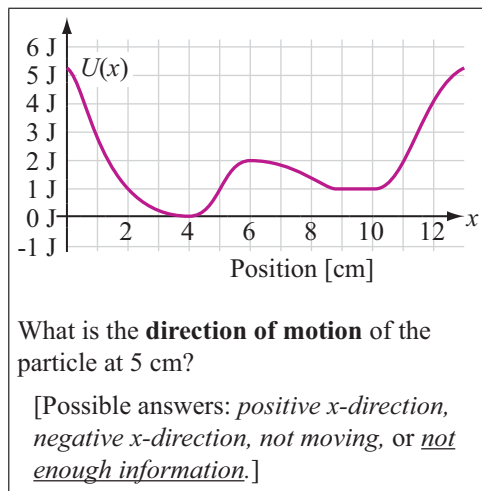 6 J
5 J
U(x)
4 J
3 J
2 J
1 J
0 J
x
-1 J
2 4 6 8 10 12
Position [cm]
What is the direction of motion of the
particle at 5 cm?
[Possible answers: positive x-direction,
negative x-direction, not moving, or not
enough information.]